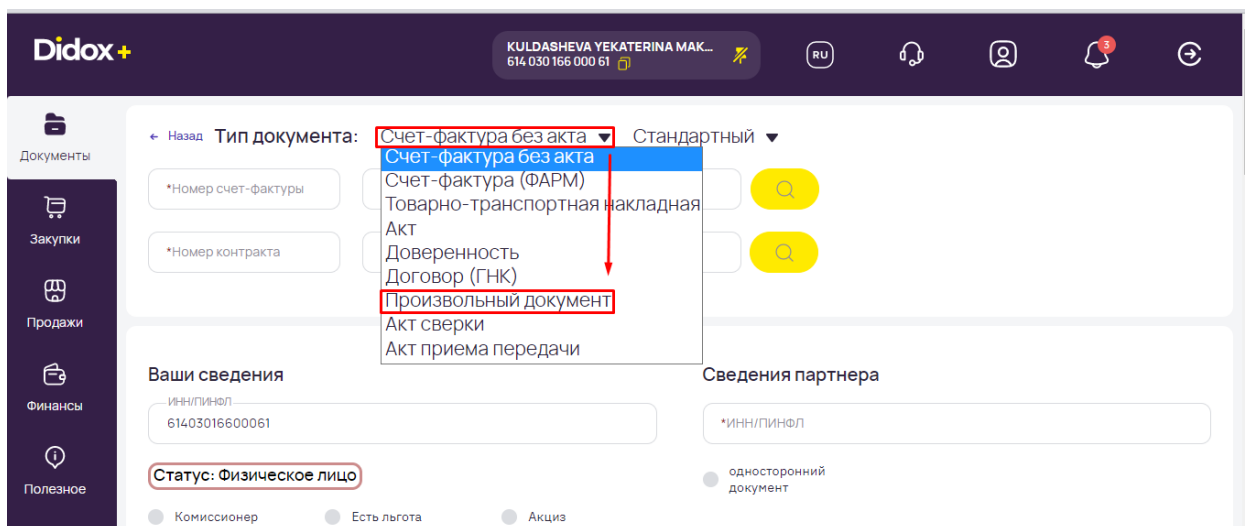 Didox+
KULDASHEVA YEKATERINA MAK...
614 030 166 000 61
RU
3
Документы
Закупки
Продажи
Финансы
Полезное
← Назад Тип документа: Счет-фактура без акта ▼ Стандартный ▼
Счет-фактура без акта
Счет-фактура (ФАРМ)
Товарно-транспортная накладная
Акт
Доверенность
Договор (ГНК)
Произвольный документ
Акт сверки
Акт приема передачи
*Номер счет-фактуры
*Номер контракта
Ваши сведения
ИНН/ПИНФЛ
61403016600061
Статус: Физическое лицо
Комиссионер Есть льгота Акциз
Сведения партнера
*ИНН/ПИНФЛ
односторонний
документ